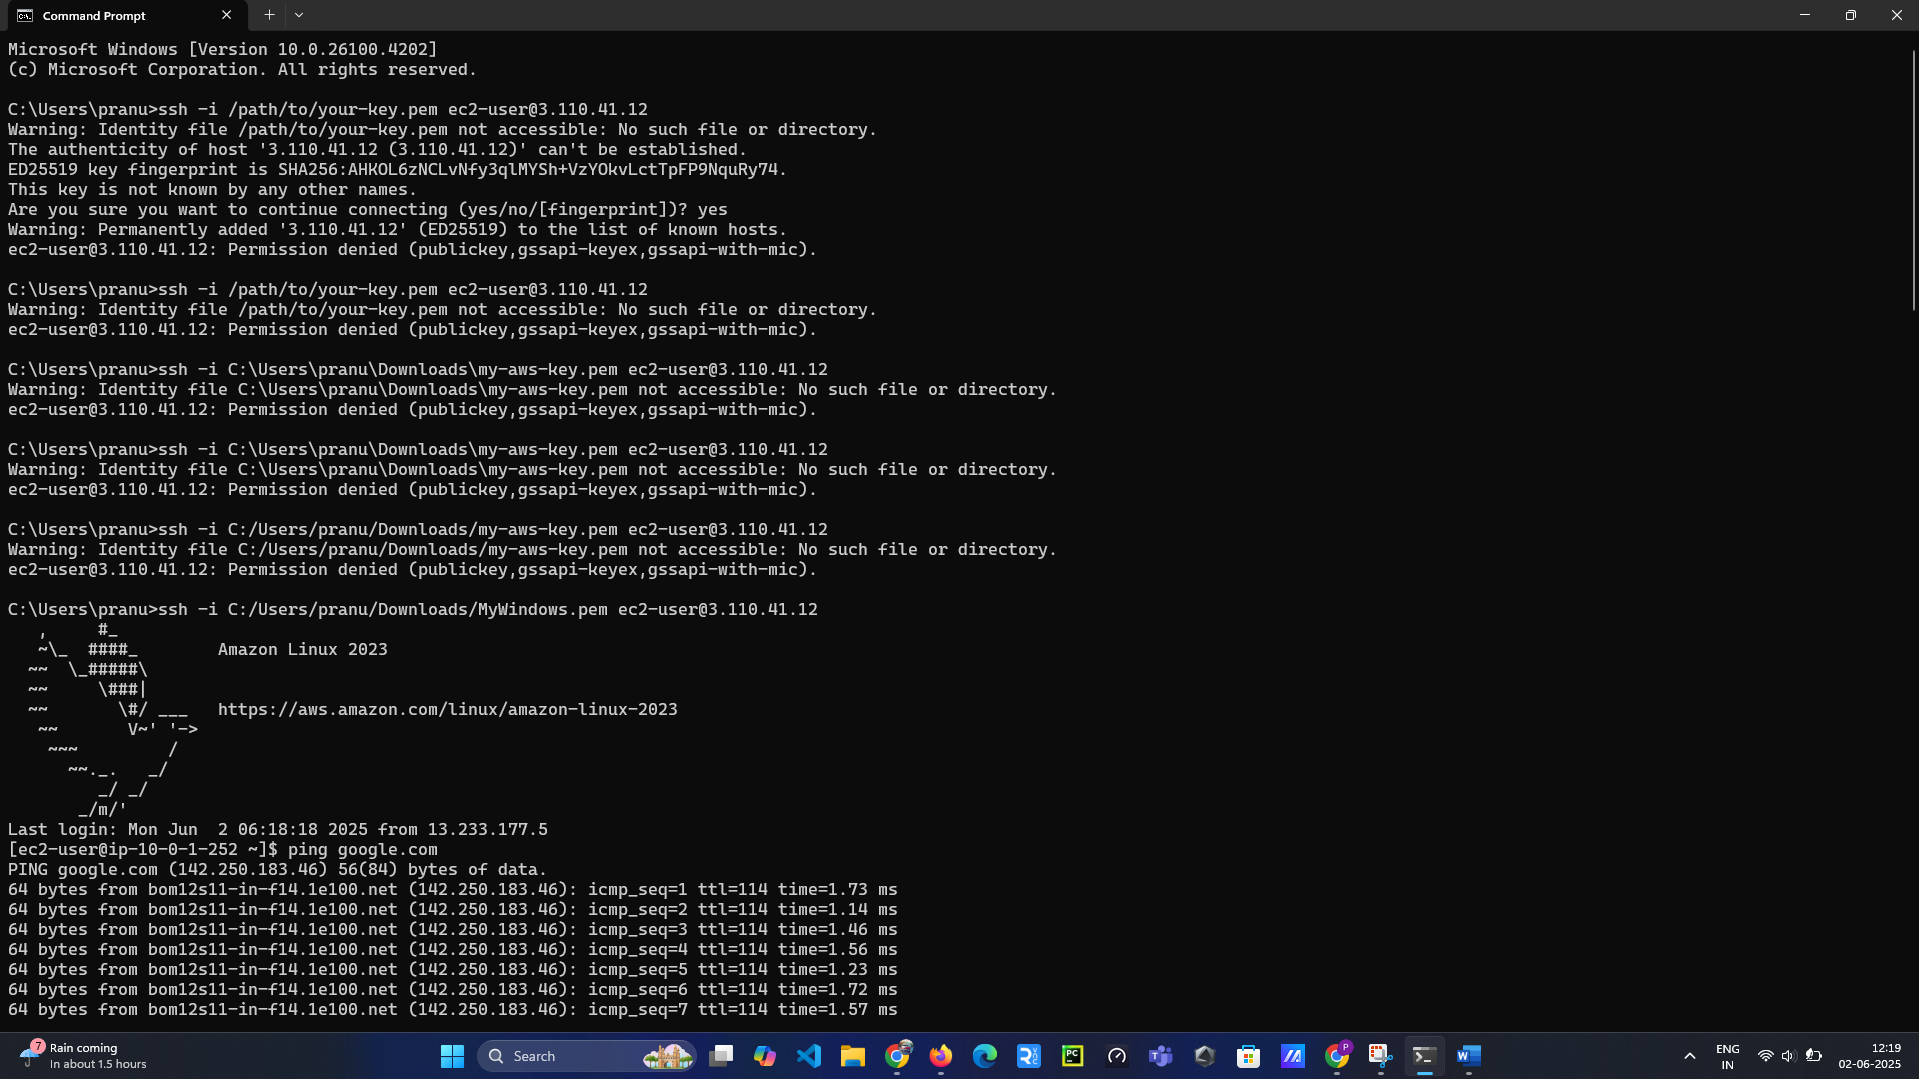 Command Prompt
Microsoft Windows [Version 10.0.26100.4202]
(c) Microsoft Corporation. All rights reserved.

C:\Users\pranu>ssh -i /path/to/your-key.pem ec2-user@3.110.41.12
Warning: Identity file /path/to/your-key.pem not accessible: No such file or directory.
The authenticity of host '3.110.41.12 (3.110.41.12)' can't be established.
ED25519 key fingerprint is SHA256:AHKOL6zNCLvNfy3qlMYSh+VzYOkvLctTpFP9NquRy74.
This key is not known by any other names.
Are you sure you want to continue connecting (yes/no/[fingerprint])? yes
Warning: Permanently added '3.110.41.12' (ED25519) to the list of known hosts.
ec2-user@3.110.41.12: Permission denied (publickey,gssapi-keyex,gssapi-with-mic).

C:\Users\pranu>ssh -i /path/to/your-key.pem ec2-user@3.110.41.12
Warning: Identity file /path/to/your-key.pem not accessible: No such file or directory.
ec2-user@3.110.41.12: Permission denied (publickey,gssapi-keyex,gssapi-with-mic).

C:\Users\pranu>ssh -i C:\Users\pranu\Downloads\my-aws-key.pem ec2-user@3.110.41.12
Warning: Identity file C:\Users\pranu\Downloads\my-aws-key.pem not accessible: No such file or directory.
ec2-user@3.110.41.12: Permission denied (publickey,gssapi-keyex,gssapi-with-mic).

C:\Users\pranu>ssh -i C:\Users\pranu\Downloads\my-aws-key.pem ec2-user@3.110.41.12
Warning: Identity file C:\Users\pranu\Downloads\my-aws-key.pem not accessible: No such file or directory.
ec2-user@3.110.41.12: Permission denied (publickey,gssapi-keyex,gssapi-with-mic).

C:\Users\pranu>ssh -i C:/Users/pranu/Downloads/my-aws-key.pem ec2-user@3.110.41.12
Warning: Identity file C:/Users/pranu/Downloads/my-aws-key.pem not accessible: No such file or directory.
ec2-user@3.110.41.12: Permission denied (publickey,gssapi-keyex,gssapi-with-mic).

C:\Users\pranu>ssh -i C:/Users/pranu/Downloads/MyWindows.pem ec2-user@3.110.41.12
   ,     #_
   ~\_  ####_        Amazon Linux 2023
  ~~  \_#####\
  ~~     \###|
  ~~       \#/ ___   https://aws.amazon.com/linux/amazon-linux-2023
   ~~       V~' '->
    ~~~         /
      ~~._.   _/
         _/ _/
       _/m/'
Last login: Mon Jun  2 06:18:18 2025 from 13.233.177.5
[ec2-user@ip-10-0-1-252 ~]$ ping google.com
PING google.com (142.250.183.46) 56(84) bytes of data.
64 bytes from bom12s11-in-f14.1e100.net (142.250.183.46): icmp_seq=1 ttl=114 time=1.73 ms
64 bytes from bom12s11-in-f14.1e100.net (142.250.183.46): icmp_seq=2 ttl=114 time=1.14 ms
64 bytes from bom12s11-in-f14.1e100.net (142.250.183.46): icmp_seq=3 ttl=114 time=1.46 ms
64 bytes from bom12s11-in-f14.1e100.net (142.250.183.46): icmp_seq=4 ttl=114 time=1.56 ms
64 bytes from bom12s11-in-f14.1e100.net (142.250.183.46): icmp_seq=5 ttl=114 time=1.23 ms
64 bytes from bom12s11-in-f14.1e100.net (142.250.183.46): icmp_seq=6 ttl=114 time=1.72 ms
64 bytes from bom12s11-in-f14.1e100.net (142.250.183.46): icmp_seq=7 ttl=114 time=1.57 ms
7
Rain coming
In about 1.5 hours
Search
PC
P
W
ENG
IN
12:19
02-06-2025